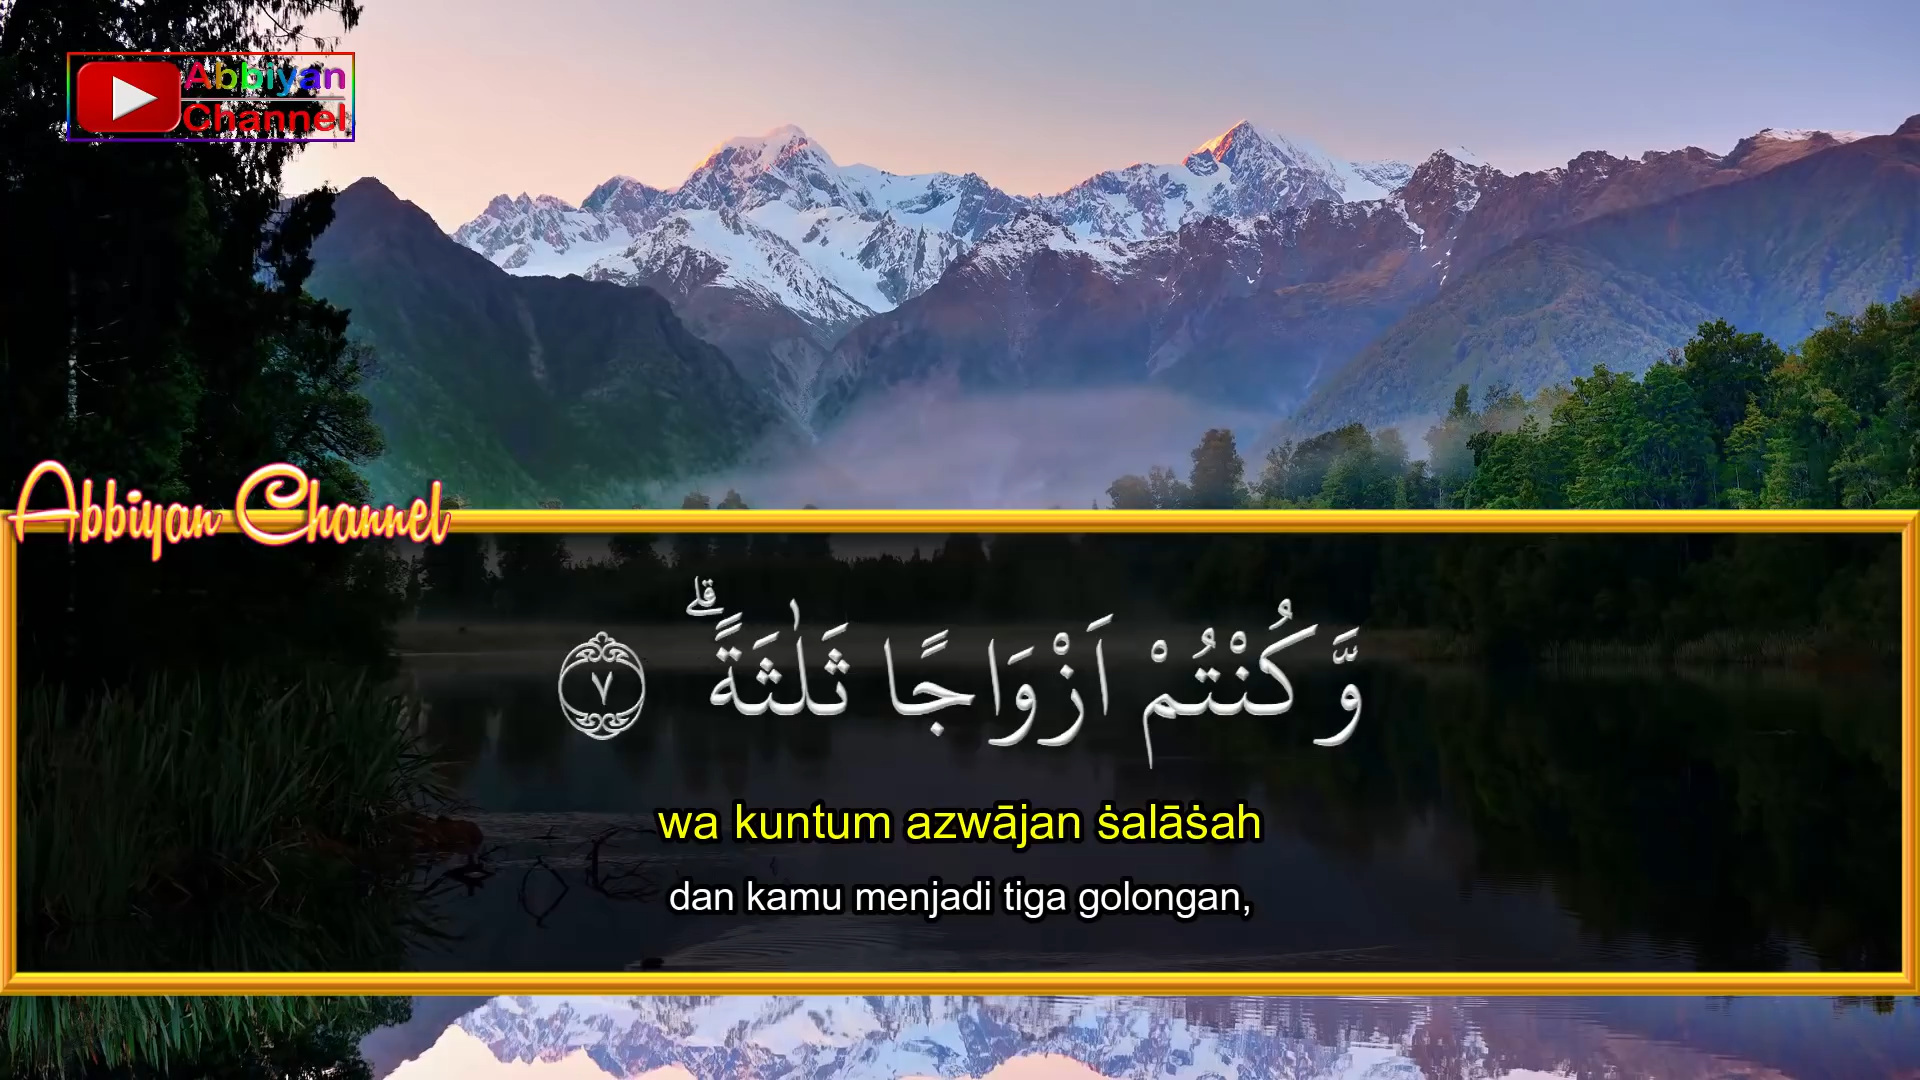 Abbiyan
Channel
Abbiyan Channel
وَّكُنْتُمْ اَزْوَاجًا ثَلٰثَةًۗ ٧
wa kuntum azwājan ṡalāṡah
dan kamu menjadi tiga golongan,